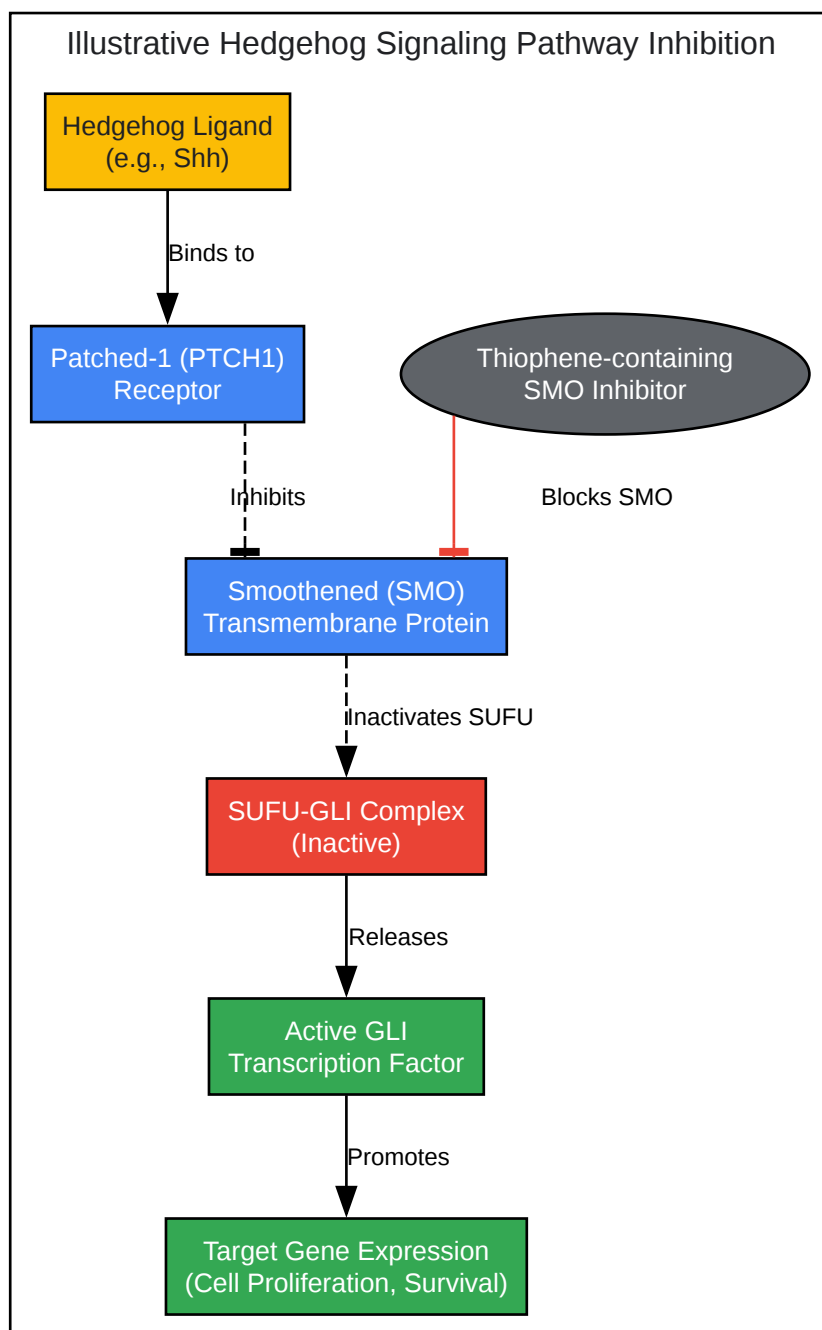 Illustrative Hedgehog Signaling Pathway Inhibition
Hedgehog Ligand
(e.g., Shh)
Binds to
Patched-1 (PTCH1)
Receptor
Thiophene-containing
SMO Inhibitor
Inhibits
Blocks SMO
Smoothened (SMO)
Transmembrane Protein
Inactivates SUFU
SUFU-GLI Complex
(Inactive)
Releases
Active GLI
Transcription Factor
Promotes
Target Gene Expression
(Cell Proliferation, Survival)